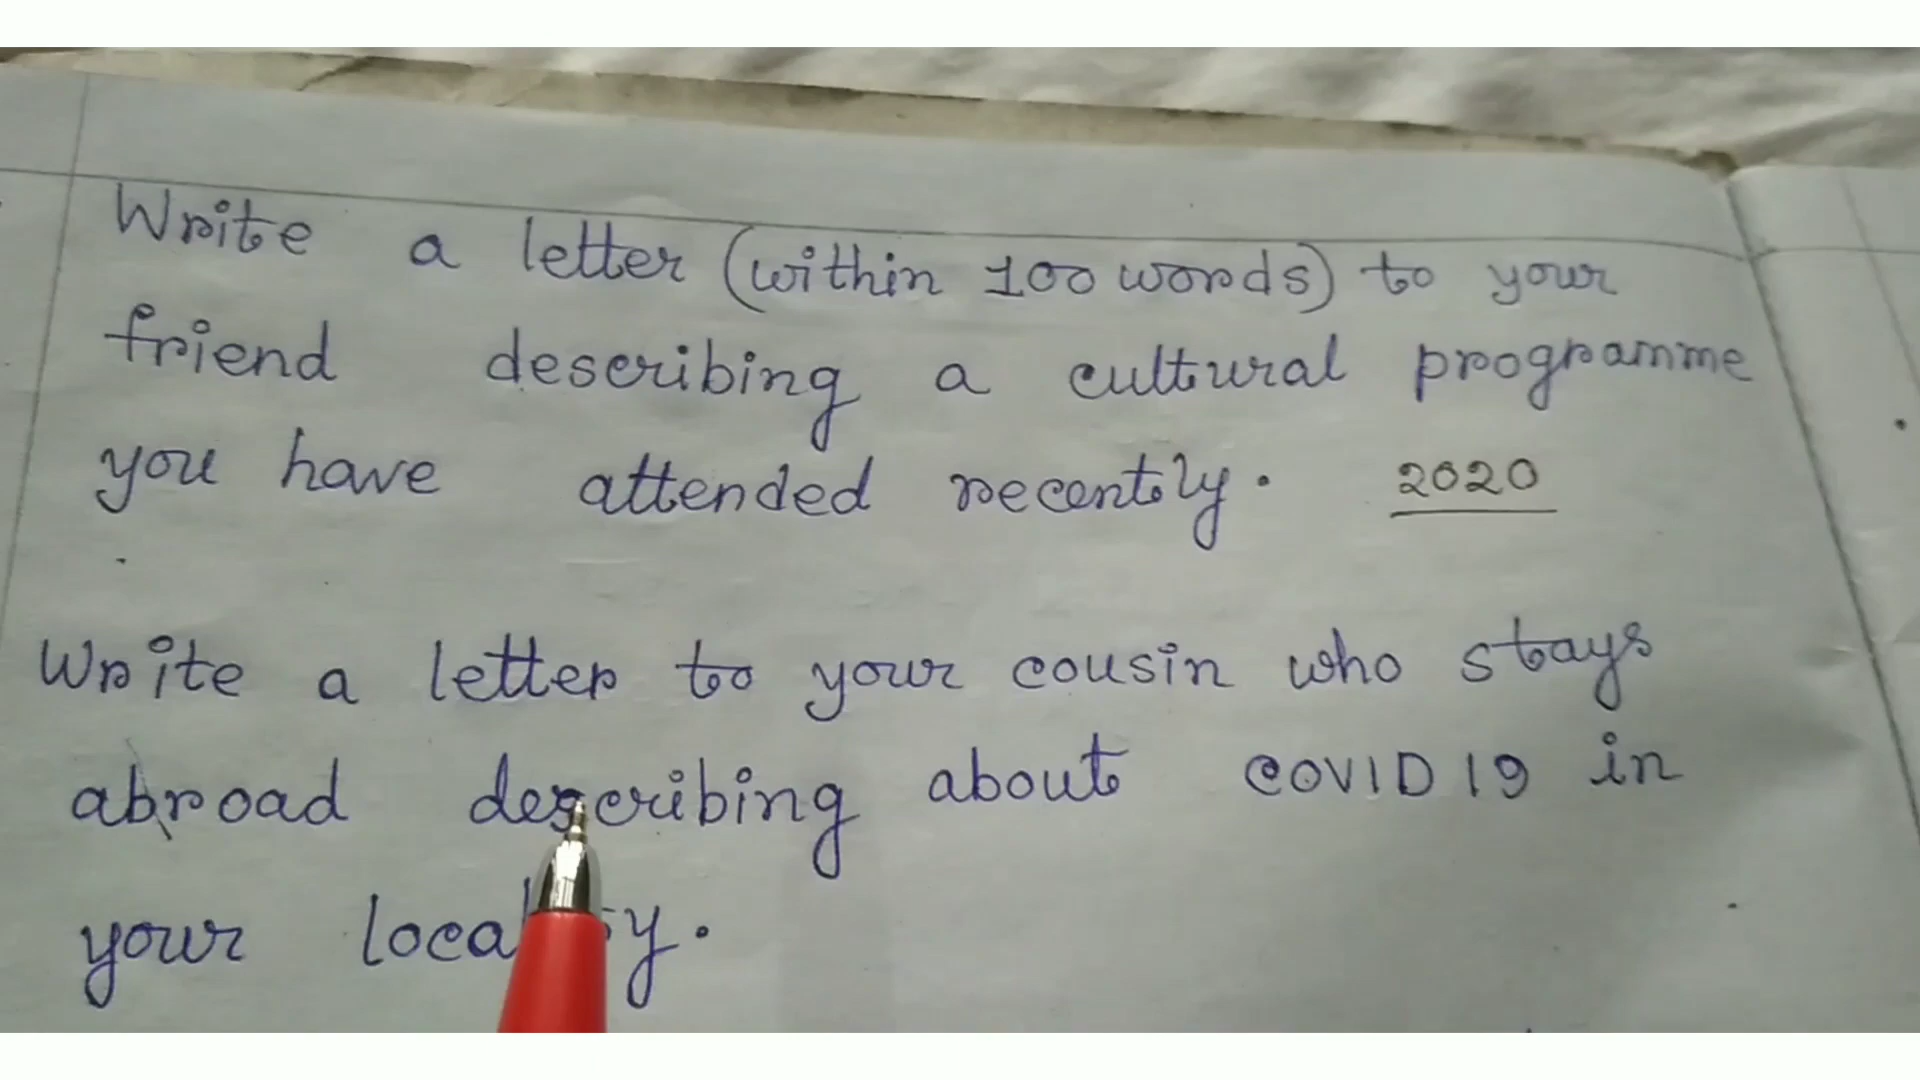 Write a letter (within 100 words) to your
friend describing a cultural programme
you have attended recently. 2020
Write a letter to your cousin who stays
abroad describing about COVID 19 in
your